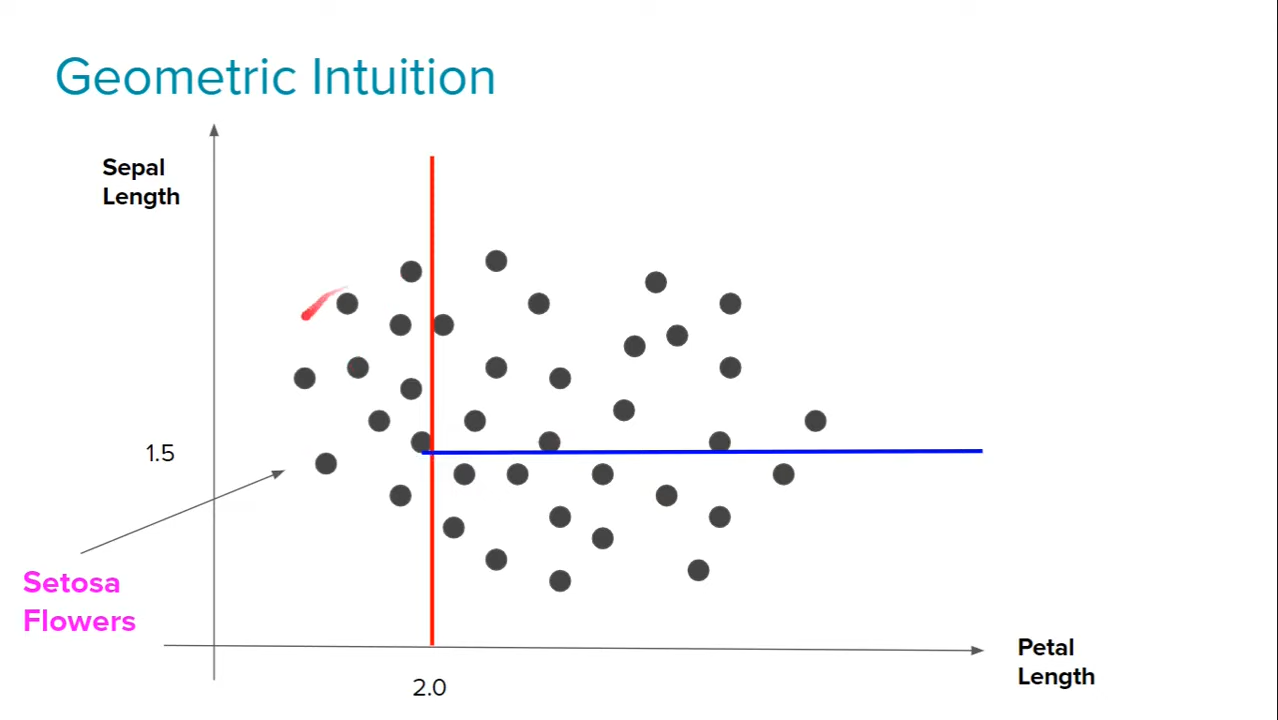 Geometric Intuition
Sepal
Length
1.5
Setosa
Flowers
2.0
Petal
Length